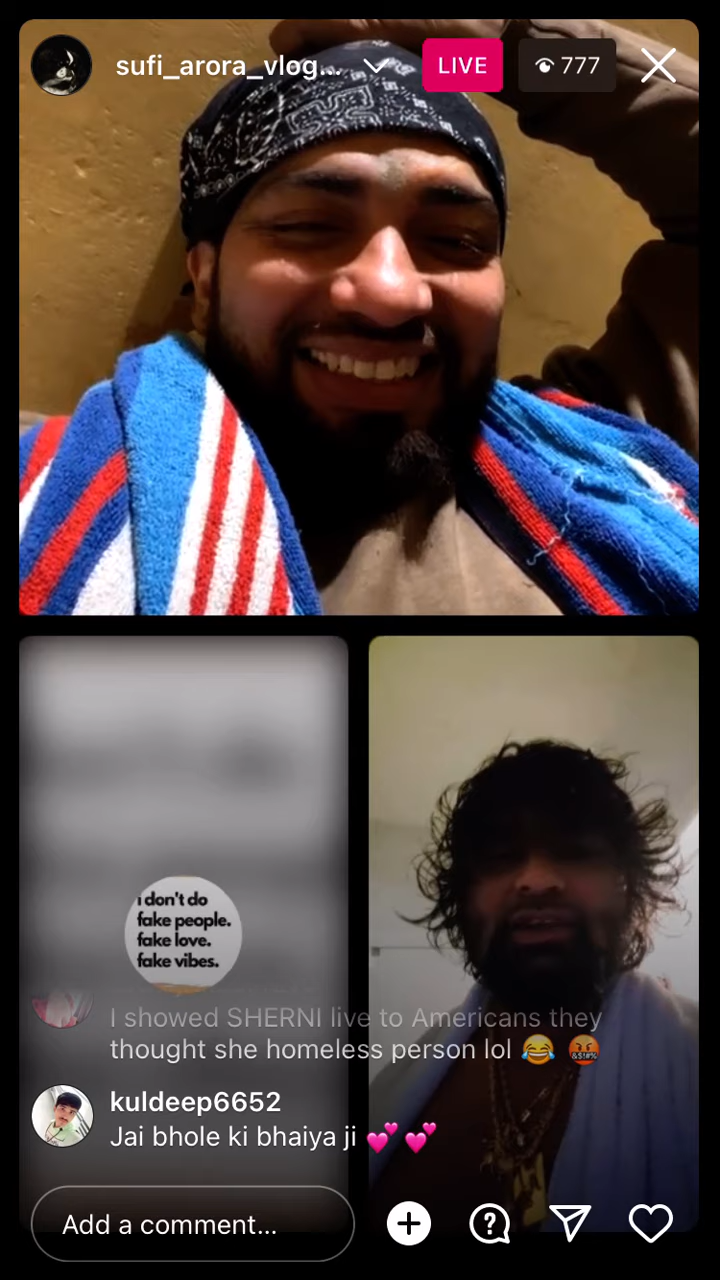 sufi_arora_vlog...
LIVE
777
i don't do
fake people.
fake love.
fake vibes.
I showed SHERNI live to Americans they
thought she homeless person lol 😂 🤬
kuldeep6652
Jai bhole ki bhaiya ji 💕 💕
Add a comment...